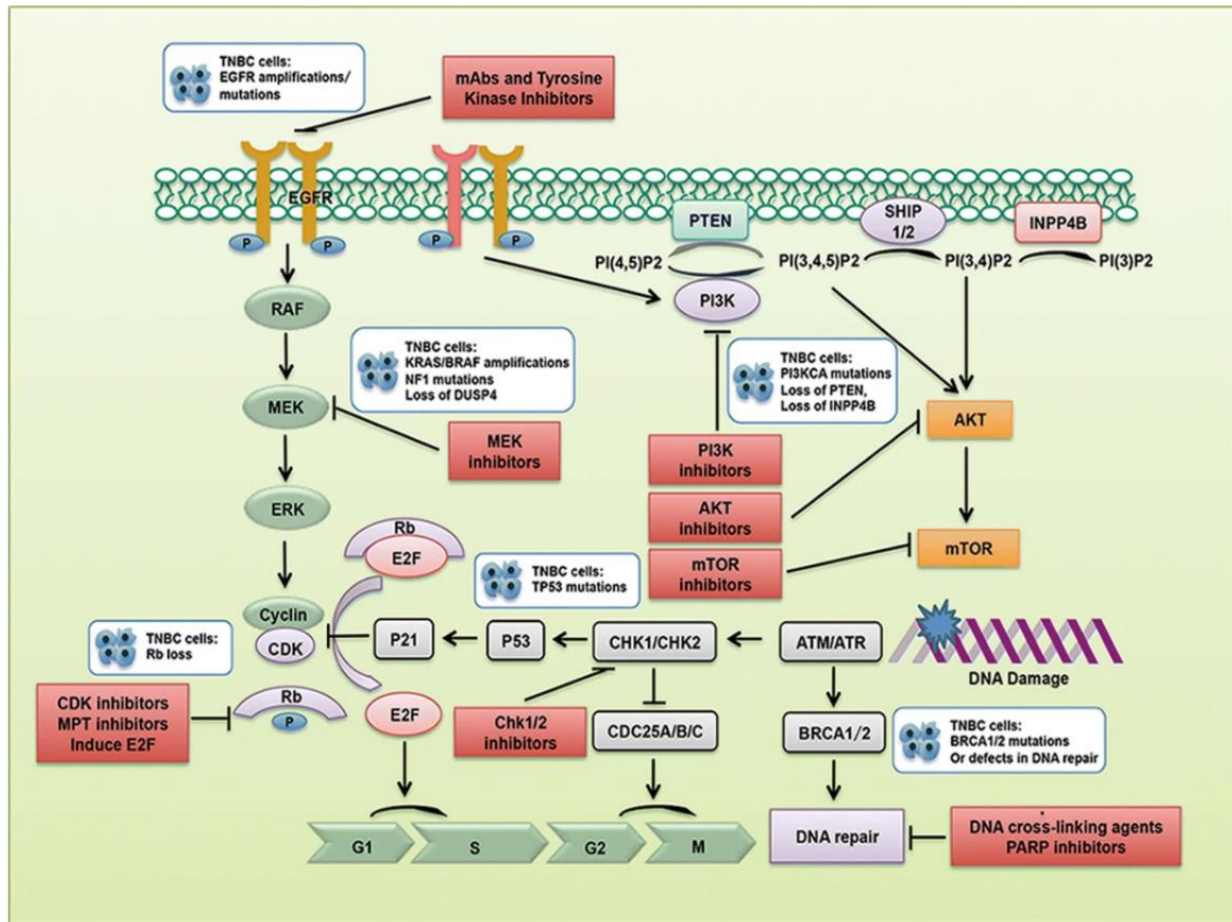 TNBC cells:
EGFR amplifications/
mutations
mAbs and Tyrosine
Kinase Inhibitors
EGFR
P
P
P
P
PTEN
SHIP
1/2
INPP4B
PI(4,5)P2
PI(3,4,5)P2
PI(3,4)P2
PI(3)P2
PI3K
RAF
TNBC cells:
KRAS/BRAF amplifications
NF1 mutations
Loss of DUSP4
TNBC cells:
PI3KCA mutations
Loss of PTEN,
Loss of INPP4B
MEK
AKT
MEK
inhibitors
PI3K
inhibitors
ERK
AKT
inhibitors
Rb
E2F
mTOR
inhibitors
mTOR
TNBC cells:
TP53 mutations
Cyclin
CDK
P21
P53
CHK1/CHK2
ATM/ATR
DNA Damage
TNBC cells:
Rb loss
CDK inhibitors
MPT inhibitors
Induce E2F
Rb
P
E2F
Chk1/2
inhibitors
CDC25A/B/C
BRCA1/2
TNBC cells:
BRCA1/2 mutations
Or defects in DNA repair
G1
S
G2
M
DNA repair
DNA cross-linking agents
PARP inhibitors